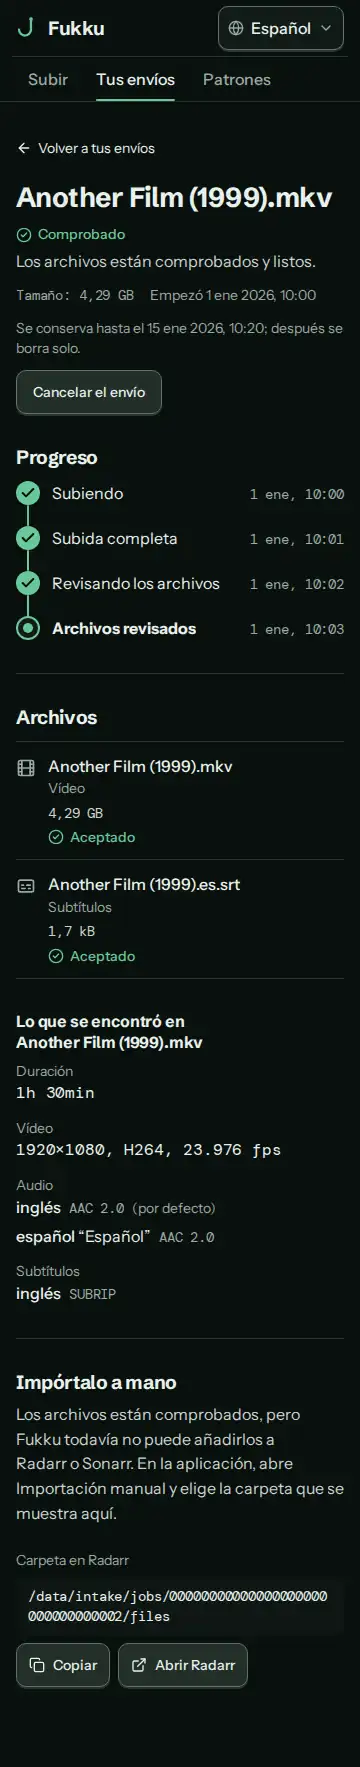 Fukku
Español
Subir
Tus envíos
Patrones
Volver a tus envíos
Another Film (1999).mkv
Comprobado
Los archivos están comprobados y listos.
Tamaño: 4,29 GB Empezó 1 ene 2026, 10:00
Se conserva hasta el 15 ene 2026, 10:20; después se
borra solo.
Cancelar el envío
Progreso
Subiendo 1 ene, 10:00
Subida completa 1 ene, 10:01
Revisando los archivos 1 ene, 10:02
Archivos revisados 1 ene, 10:03
Archivos
Another Film (1999).mkv
Vídeo
4,29 GB
Aceptado
Another Film (1999).es.srt
Subtítulos
1,7 kB
Aceptado
Lo que se encontró en
Another Film (1999).mkv
Duración
1h 30min
Vídeo
1920×1080, H264, 23.976 fps
Audio
inglés AAC 2.0 (por defecto)
español “Español” AAC 2.0
Subtítulos
inglés SUBRIP
Impórtalo a mano
Los archivos están comprobados, pero
Fukku todavía no puede añadirlos a
Radarr o Sonarr. En la aplicación, abre
Importación manual y elige la carpeta que se
muestra aquí.
Carpeta en Radarr
/data/intake/jobs/00000000000000000000
000000000002/files
Copiar
Abrir Radarr